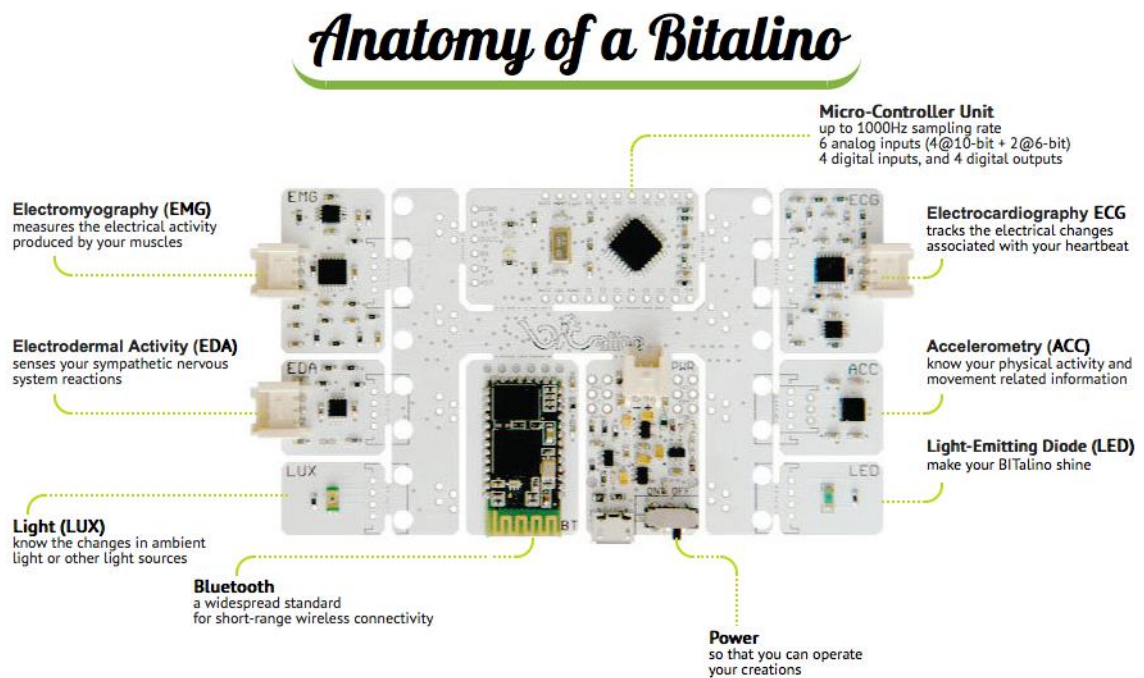 Anatomy of a Bitalino
Micro-Controller Unit
up to 1000Hz sampling rate
6 analog inputs (4@10-bit + 2@6-bit)
4 digital inputs, and 4 digital outputs
Electromyography (EMG)
measures the electrical activity
produced by your muscles
Electrodermal Activity (EDA)
senses your sympathetic nervous
system reactions
Light (LUX)
know the changes in ambient
light or other light sources
Bluetooth
a widespread standard
for short-range wireless connectivity
Power
so that you can operate
your creations
Electrocardiography ECG
tracks the electrical changes
associated with your heartbeat
Accelerometry (ACC)
know your physical activity and
movement related information
Light-Emitting Diode (LED)
make your BITalino shine
EMG
ECG
EDA
PWR
ACC
LUX
ON
OFF
LED
BT
bitalino